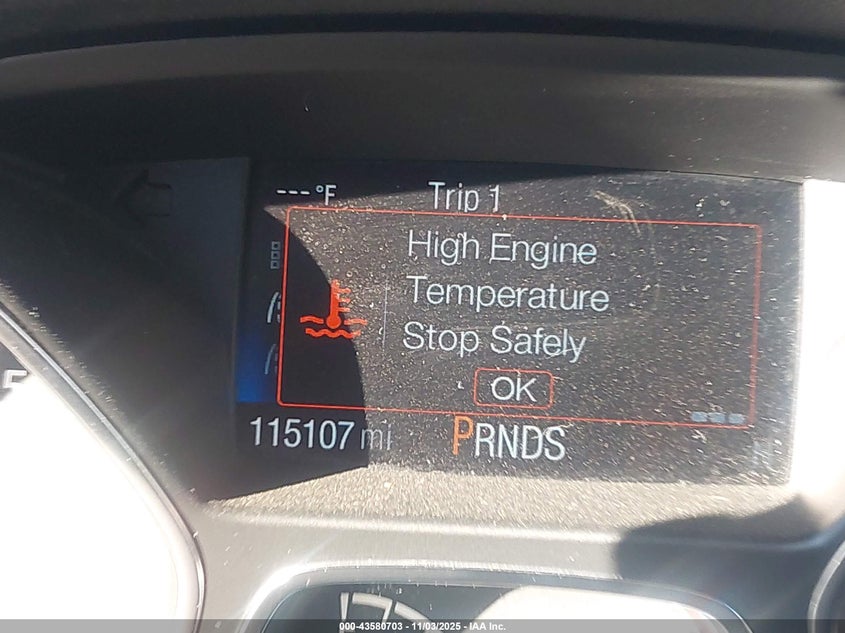 ---°F Trip 1
High Engine
Temperature
Stop Safely
OK
115107 mi PRNDS
000-43580703 - 11/03/2025 - IAA Inc.